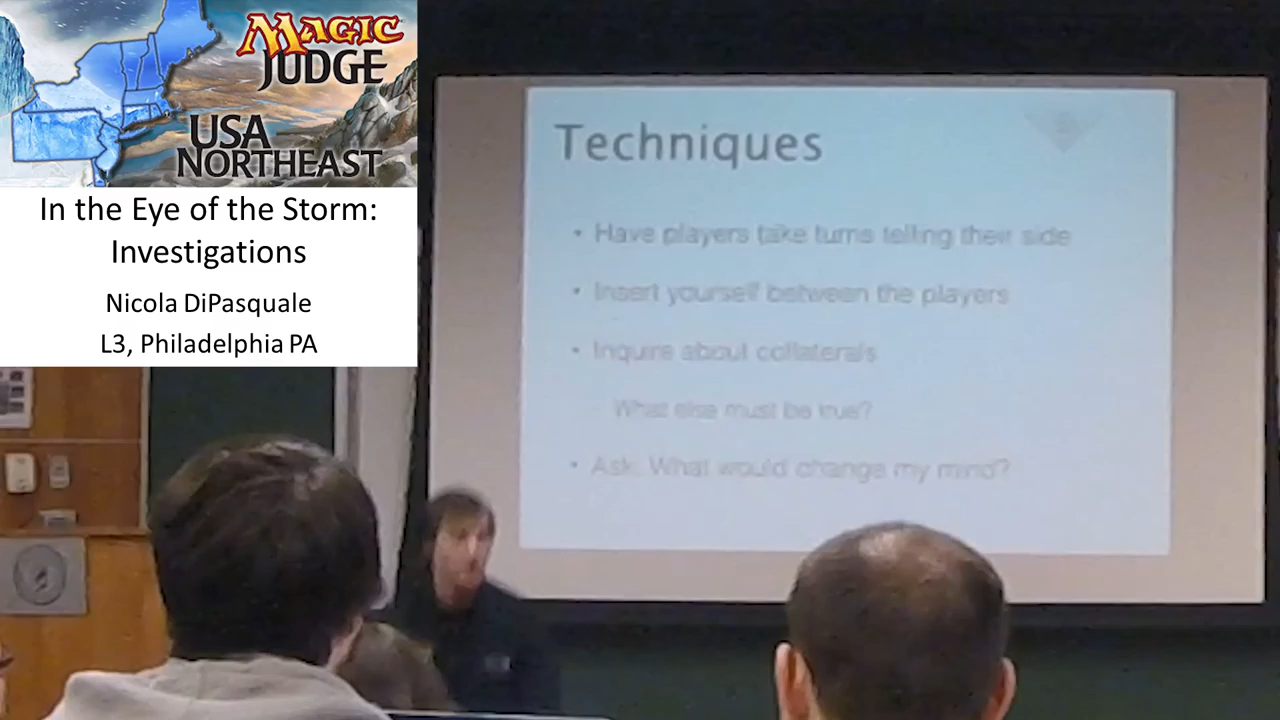 MAGIC
JUDGE
USA
NORTHEAST
In the Eye of the Storm:
Investigations
Nicola DiPasquale
L3, Philadelphia PA
Techniques
• Have players take turns telling their side
• Insert yourself between the players
• Inquire about collaterals
What else must be true?
• Ask: What would change my mind?